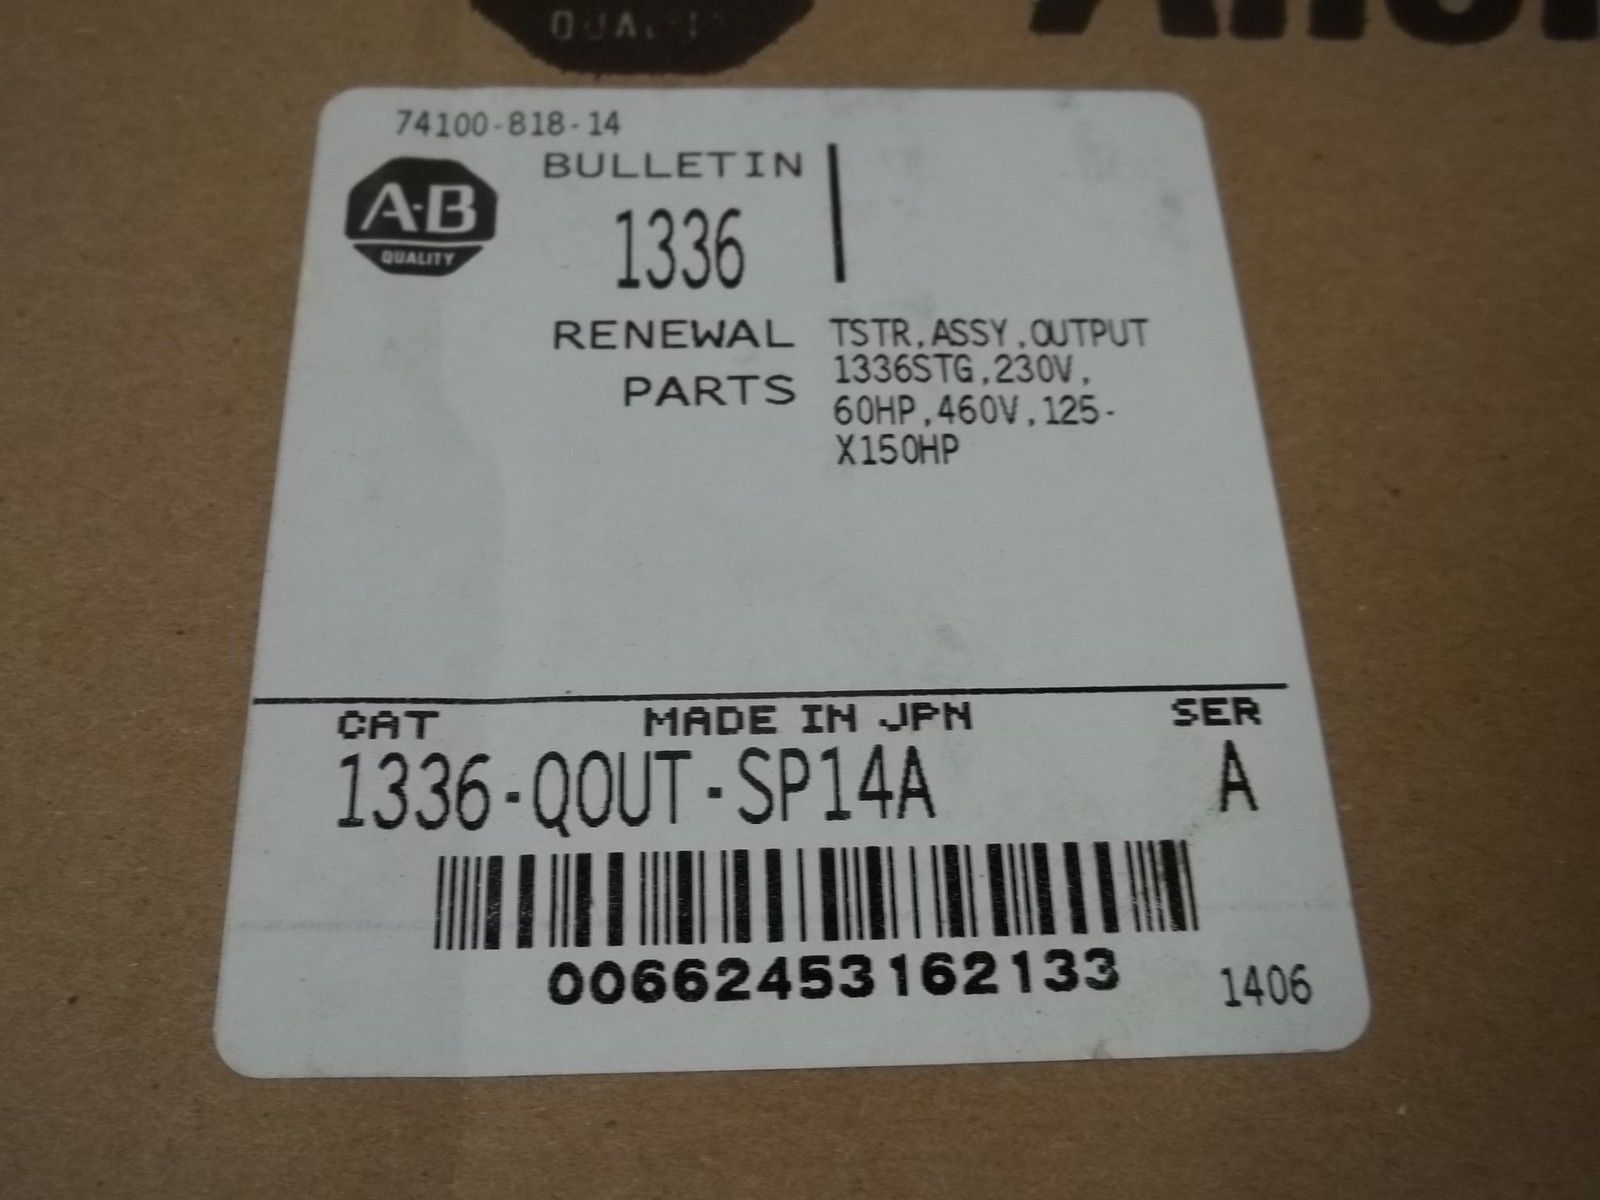 QUALITY
74100-818-14
A-B
QUALITY
BULLETIN
1336
RENEWAL
PARTS
TSTR,ASSY,OUTPUT
1336STG,230V,
60HP,460V,125-
X150HP
CAT MADE IN JPN SER
1336-QOUT-SP14A A
00662453162133
1406